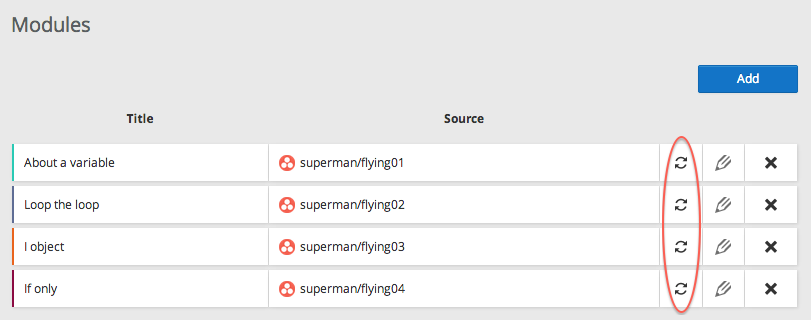 Modules
Add
Title Source
About a variable superman/flying01
Loop the loop superman/flying02
I object superman/flying03
If only superman/flying04